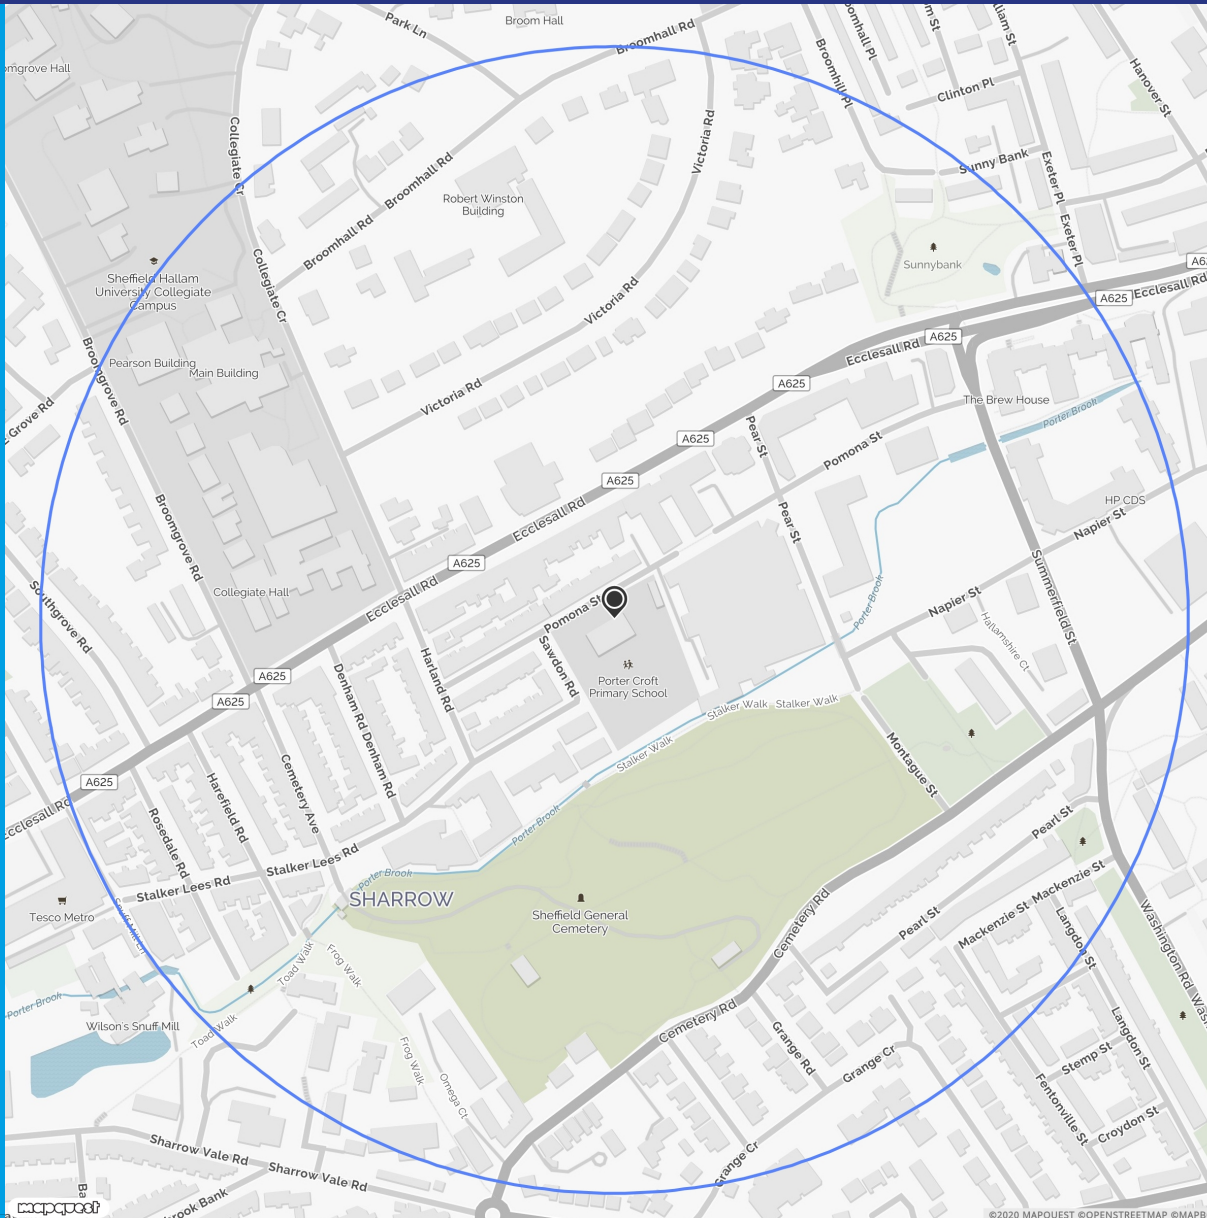 Park Ln
Broom Hall
Broomhall Rd
Broomhill Pl
Clinton Pl
Hanover St
Collegiate Cr
Victoria Rd
Sunny Bank
Exeter Pl
Broomhall Rd
Robert Winston
Building
Exeter Pl
Broomhall Rd
Sunnybank
Sheffield Hallam
University Collegiate
Campus
Collegiate Cr
Victoria Rd
A625
Ecclesall Rd
A625
Ecclesall Rd
Broomgrove Rd
Pearson Building
Main Building
A625
Victoria Rd
The Brew House
Porter Brook
Grove Rd
Pear St
A625
Pomona St
A625
Broomgrove Rd
Ecclesall Rd
Pear St
HP CDS
Napier St
A625
Southgrove Rd
Collegiate Hall
Ecclesall Rd
Pomona St
Porter Brook
Napier St
Summerfield St
Hallamshire Ct
Sawdon Rd
A625
Harland Rd
Porter Croft
Primary School
A625
Denham Rd
Denham Rd
Stalker Walk
Stalker Walk
Stalker Walk
Montague St
A625
Cemetery Ave
Harefield Rd
Ecclesall Rd
Rosedale Rd
Porter Brook
Pearl St
Stalker Lees Rd
Stalker Lees Rd
Porter Brook
SHARROW
Mackenzie St
Mackenzie St
Tesco Metro
Snuff Mill Ln
Sheffield General
Cemetery
Cemetery Rd
Pearl St
Langdon St
Washington Rd
Toad Walk
Frog Walk
Porter Brook
Wilson's Snuff Mill
Toad Walk
Cemetery Rd
Frog Walk
Omega Ct
Grange Rd
Grange Cr
Langdon St
Stemp St
Fentonville St
Croydon St
Sharrow Vale Rd
Sharrow Vale Rd
Grange Cr
mapquest
©2020 MAPQUEST ©OPENSTREETMAP ©MAPB